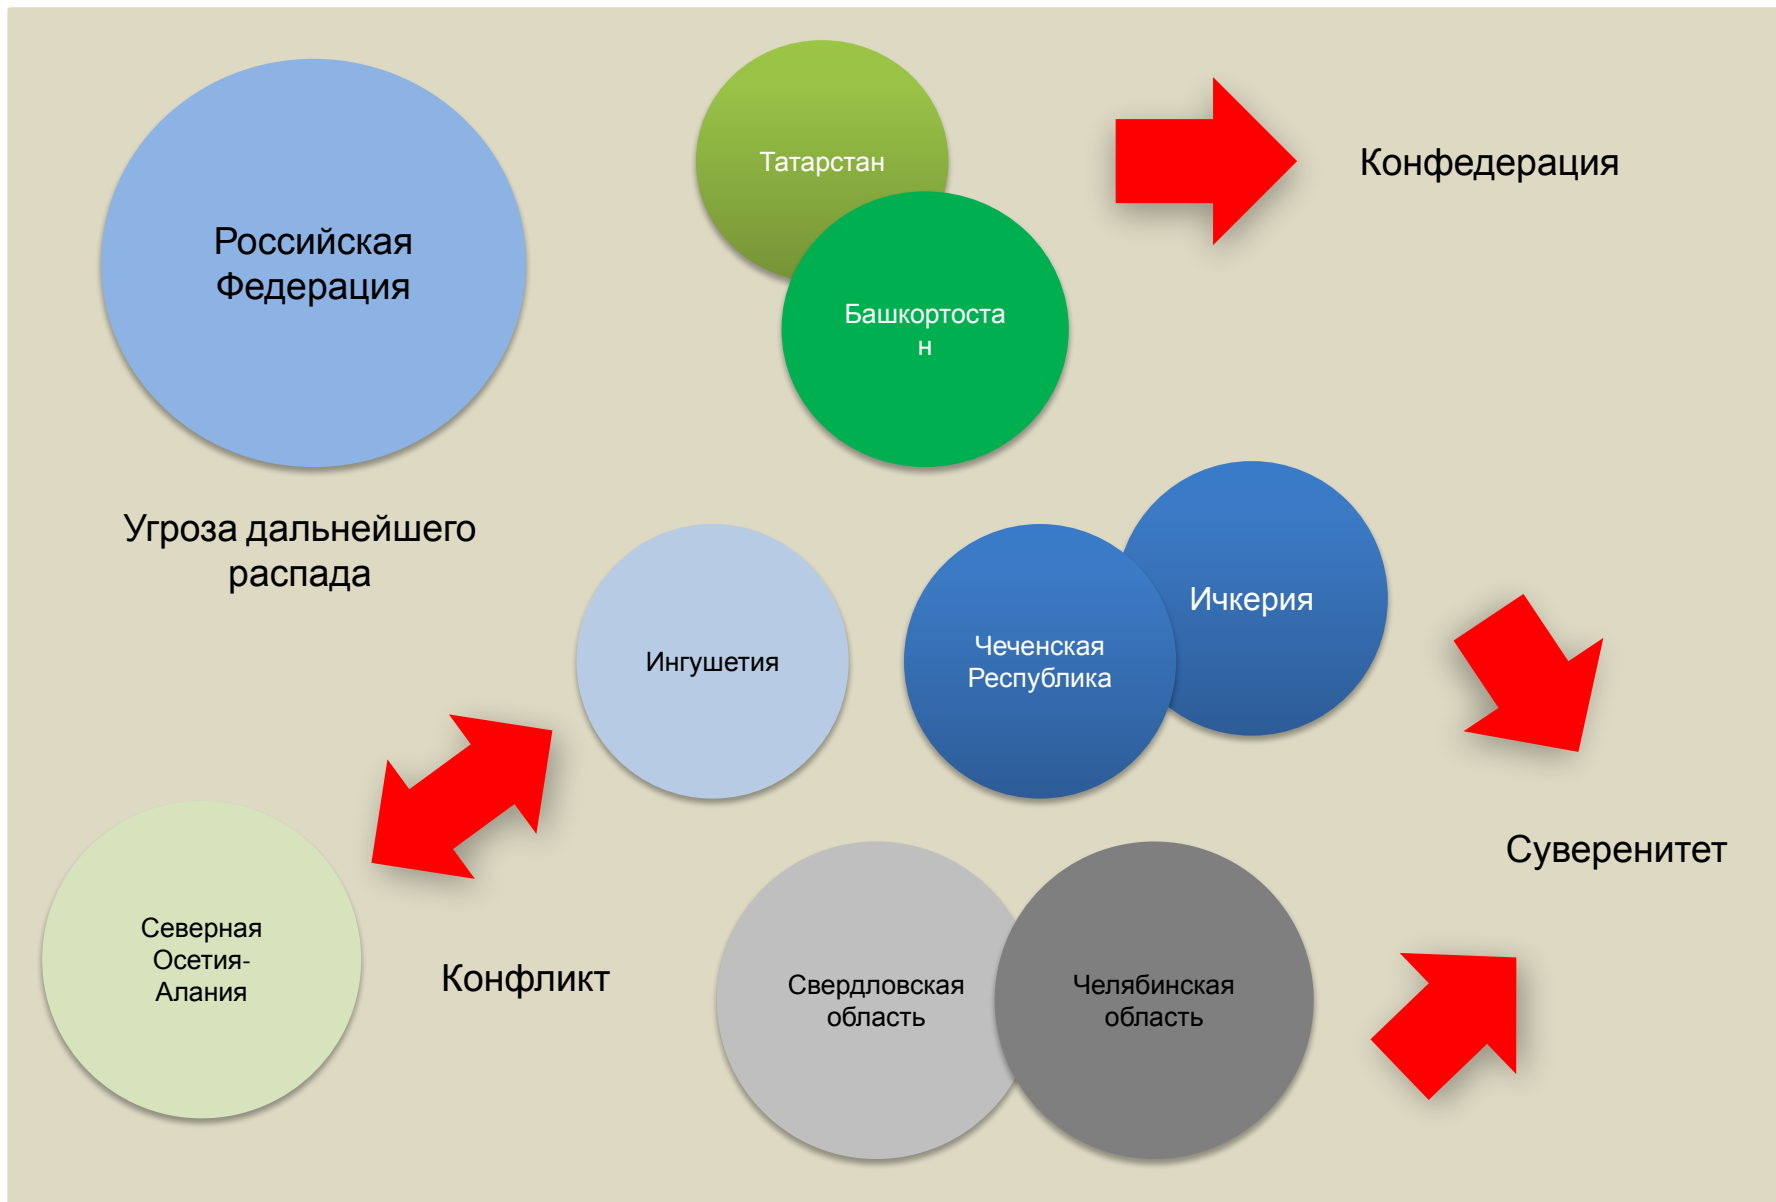 Российская
Федерация
Угроза дальнейшего
распада
Татарстан
Башкортоста
н
Конфедерация
Ингушетия
Чеченская
Республика
Ичкерия
Суверенитет
Северная
Осетия-
Алания
Конфликт
Свердловская
область
Челябинская
область